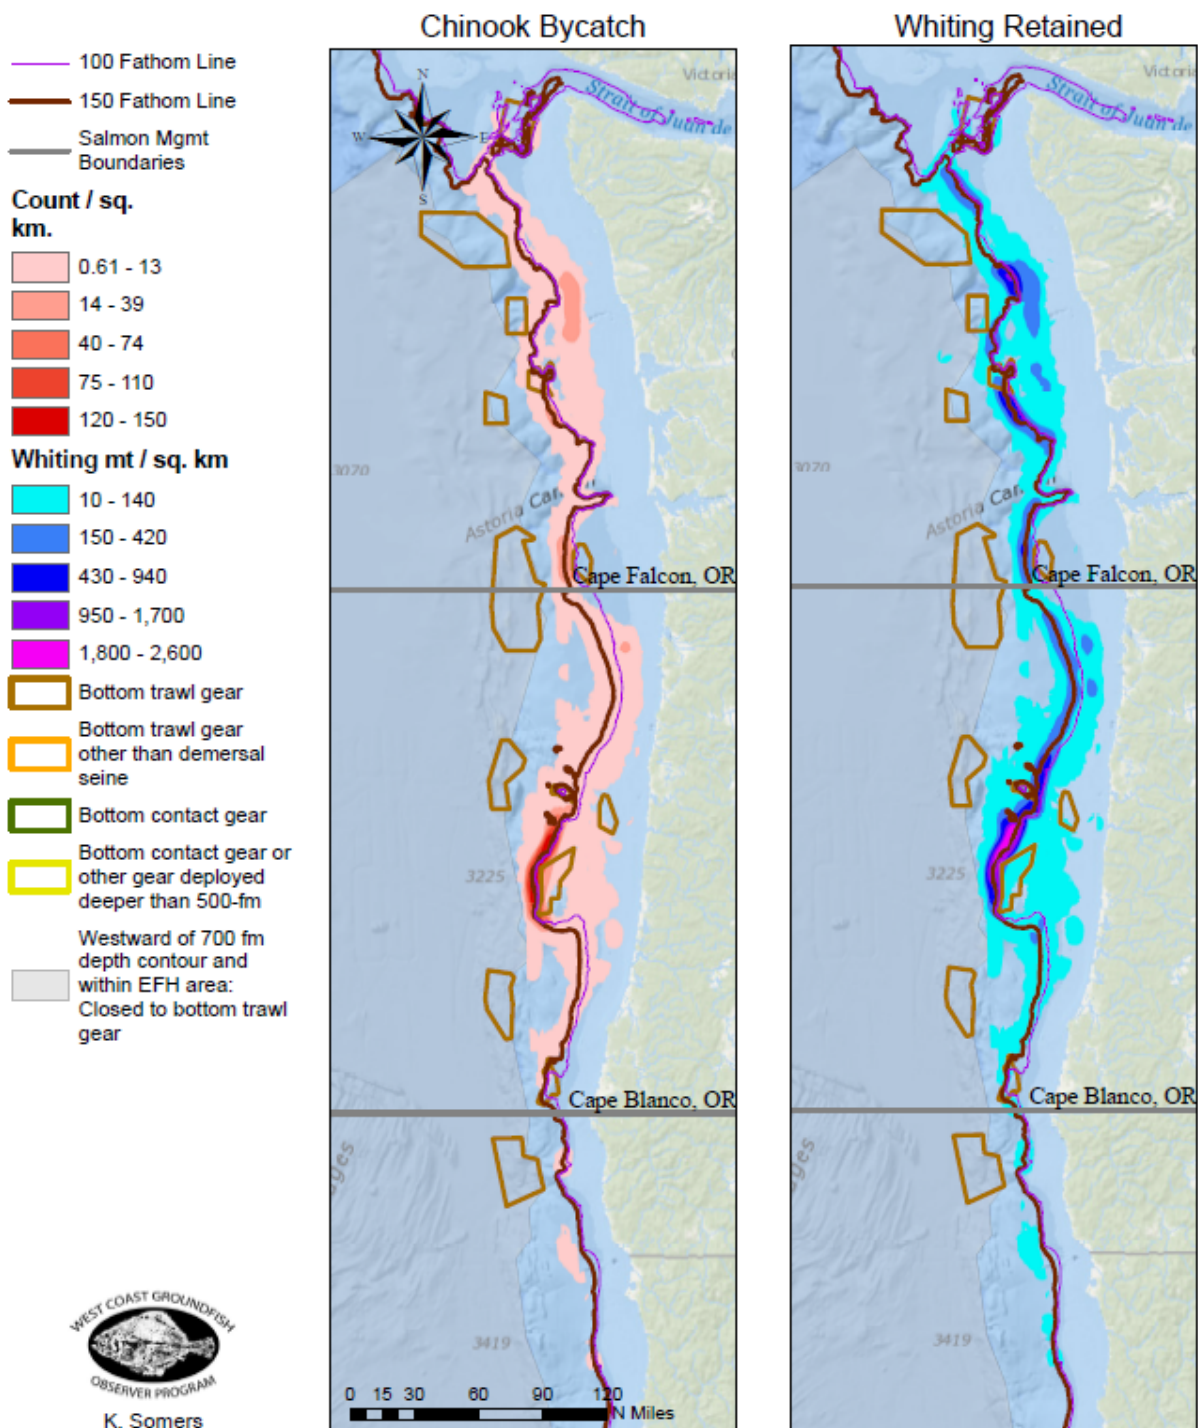 Chinook Bycatch
Whiting Retained
100 Fathom Line
150 Fathom Line
Salmon Mgmt
Boundaries
Count / sq.
km.
0.61 - 13
14 - 39
40 - 74
75 - 110
120 - 150
Whiting mt / sq. km
10 - 140
150 - 420
430 - 940
950 - 1,700
1,800 - 2,600
Bottom trawl gear
Bottom trawl gear
other than demersal
seine
Bottom contact gear
Bottom contact gear or
other gear deployed
deeper than 500-fm
Westward of 700 fm
depth contour and
within EFH area:
Closed to bottom trawl
gear
WEST COAST GROUNDFISH
OBSERVER PROGRAM
K. Somers
N
W
E
S
Victoria
Strait of Juan de
3070
Astoria
Cape Falcon, OR
3225
Cape Blanco, OR
3419
0 15 30 60 90 120
N Miles
Victoria
Strait of Juan de
3070
Astoria
Cape Falcon, OR
3225
Cape Blanco, OR
3419